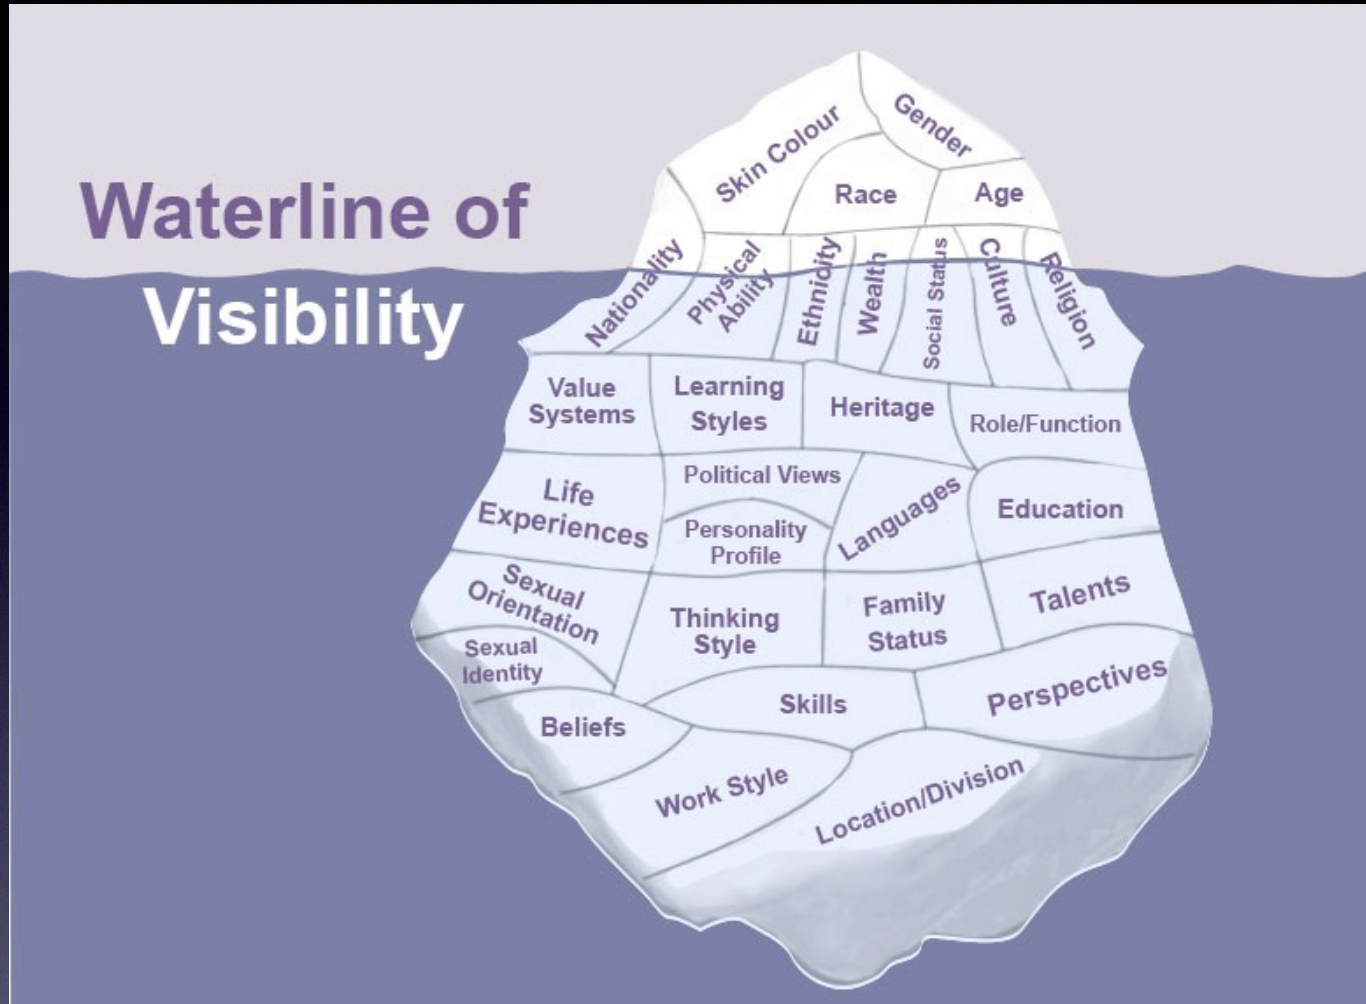 Waterline of
Visibility
Skin Colour
Gender
Race
Age
Nationality
Physical
Ability
Ethnicity
Wealth
Social Status
Culture
Religion
Value
Systems
Learning
Styles
Heritage
Role/Function
Life
Experiences
Political Views
Personality
Profile
Languages
Education
Sexual
Orientation
Sexual
Identity
Thinking
Style
Family
Status
Talents
Beliefs
Skills
Perspectives
Work Style
Location/Division